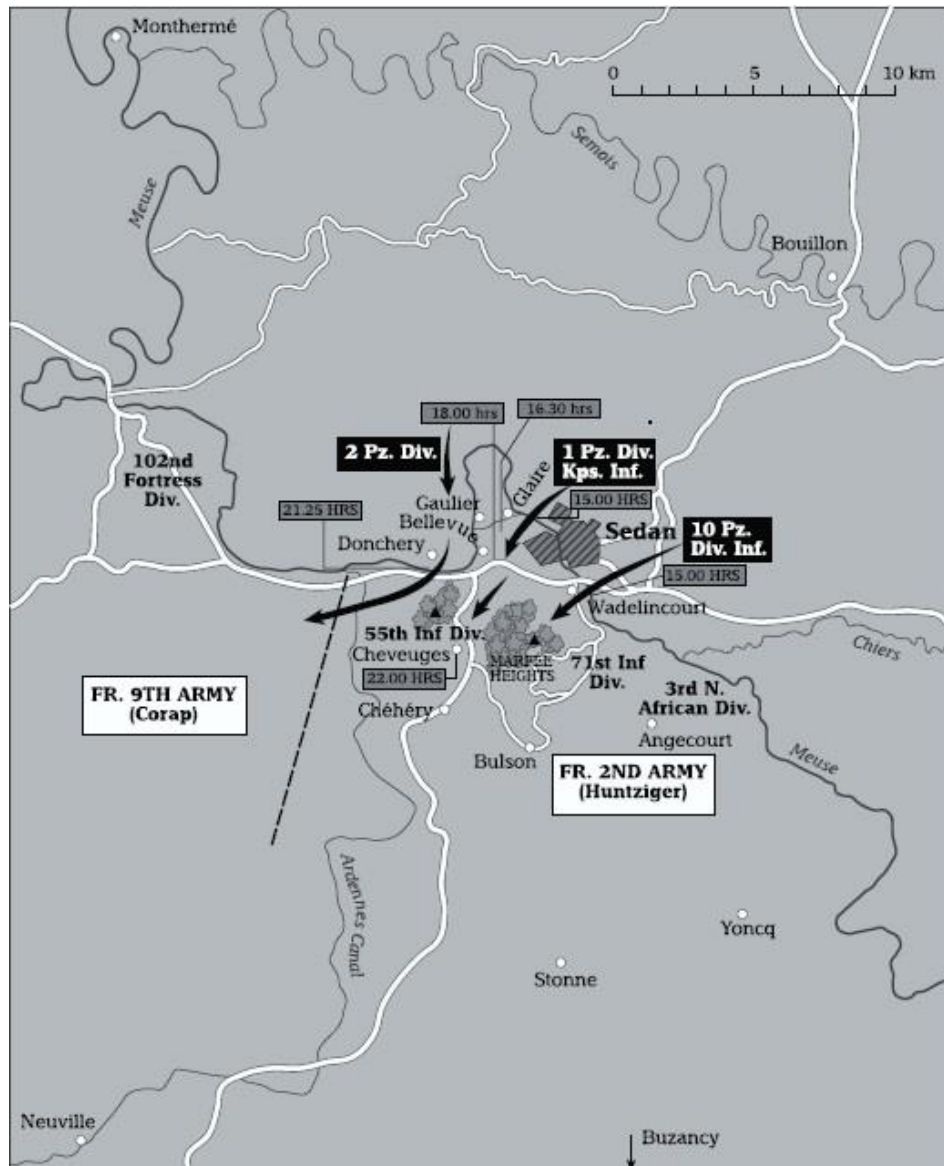 Monthermé
0 5 10 km
Meuse
Semois
Bouillon
18.00 hrs
16.30 hrs
2 Pz. Div.
1 Pz. Div.
Kps. Inf.
102nd
Fortress
Div.
21.25 HRS
Gaulier
Glaire
15.00 HRS
Bellevue
Donchery
Sedan
10 Pz.
Div. Inf.
15.00 HRS
Wadelincourt
55th Inf Div.
Cheveuges
MARFÉE
HEIGHTS
71st Inf
Div.
Chiers
22.00 HRS
3rd N.
African Div.
FR. 9TH ARMY
(Corap)
Chéhéry
Angecourt
Bulson
Meuse
FR. 2ND ARMY
(Huntziger)
Ardennes Canal
Yoncq
Stonne
Neuville
Buzancy